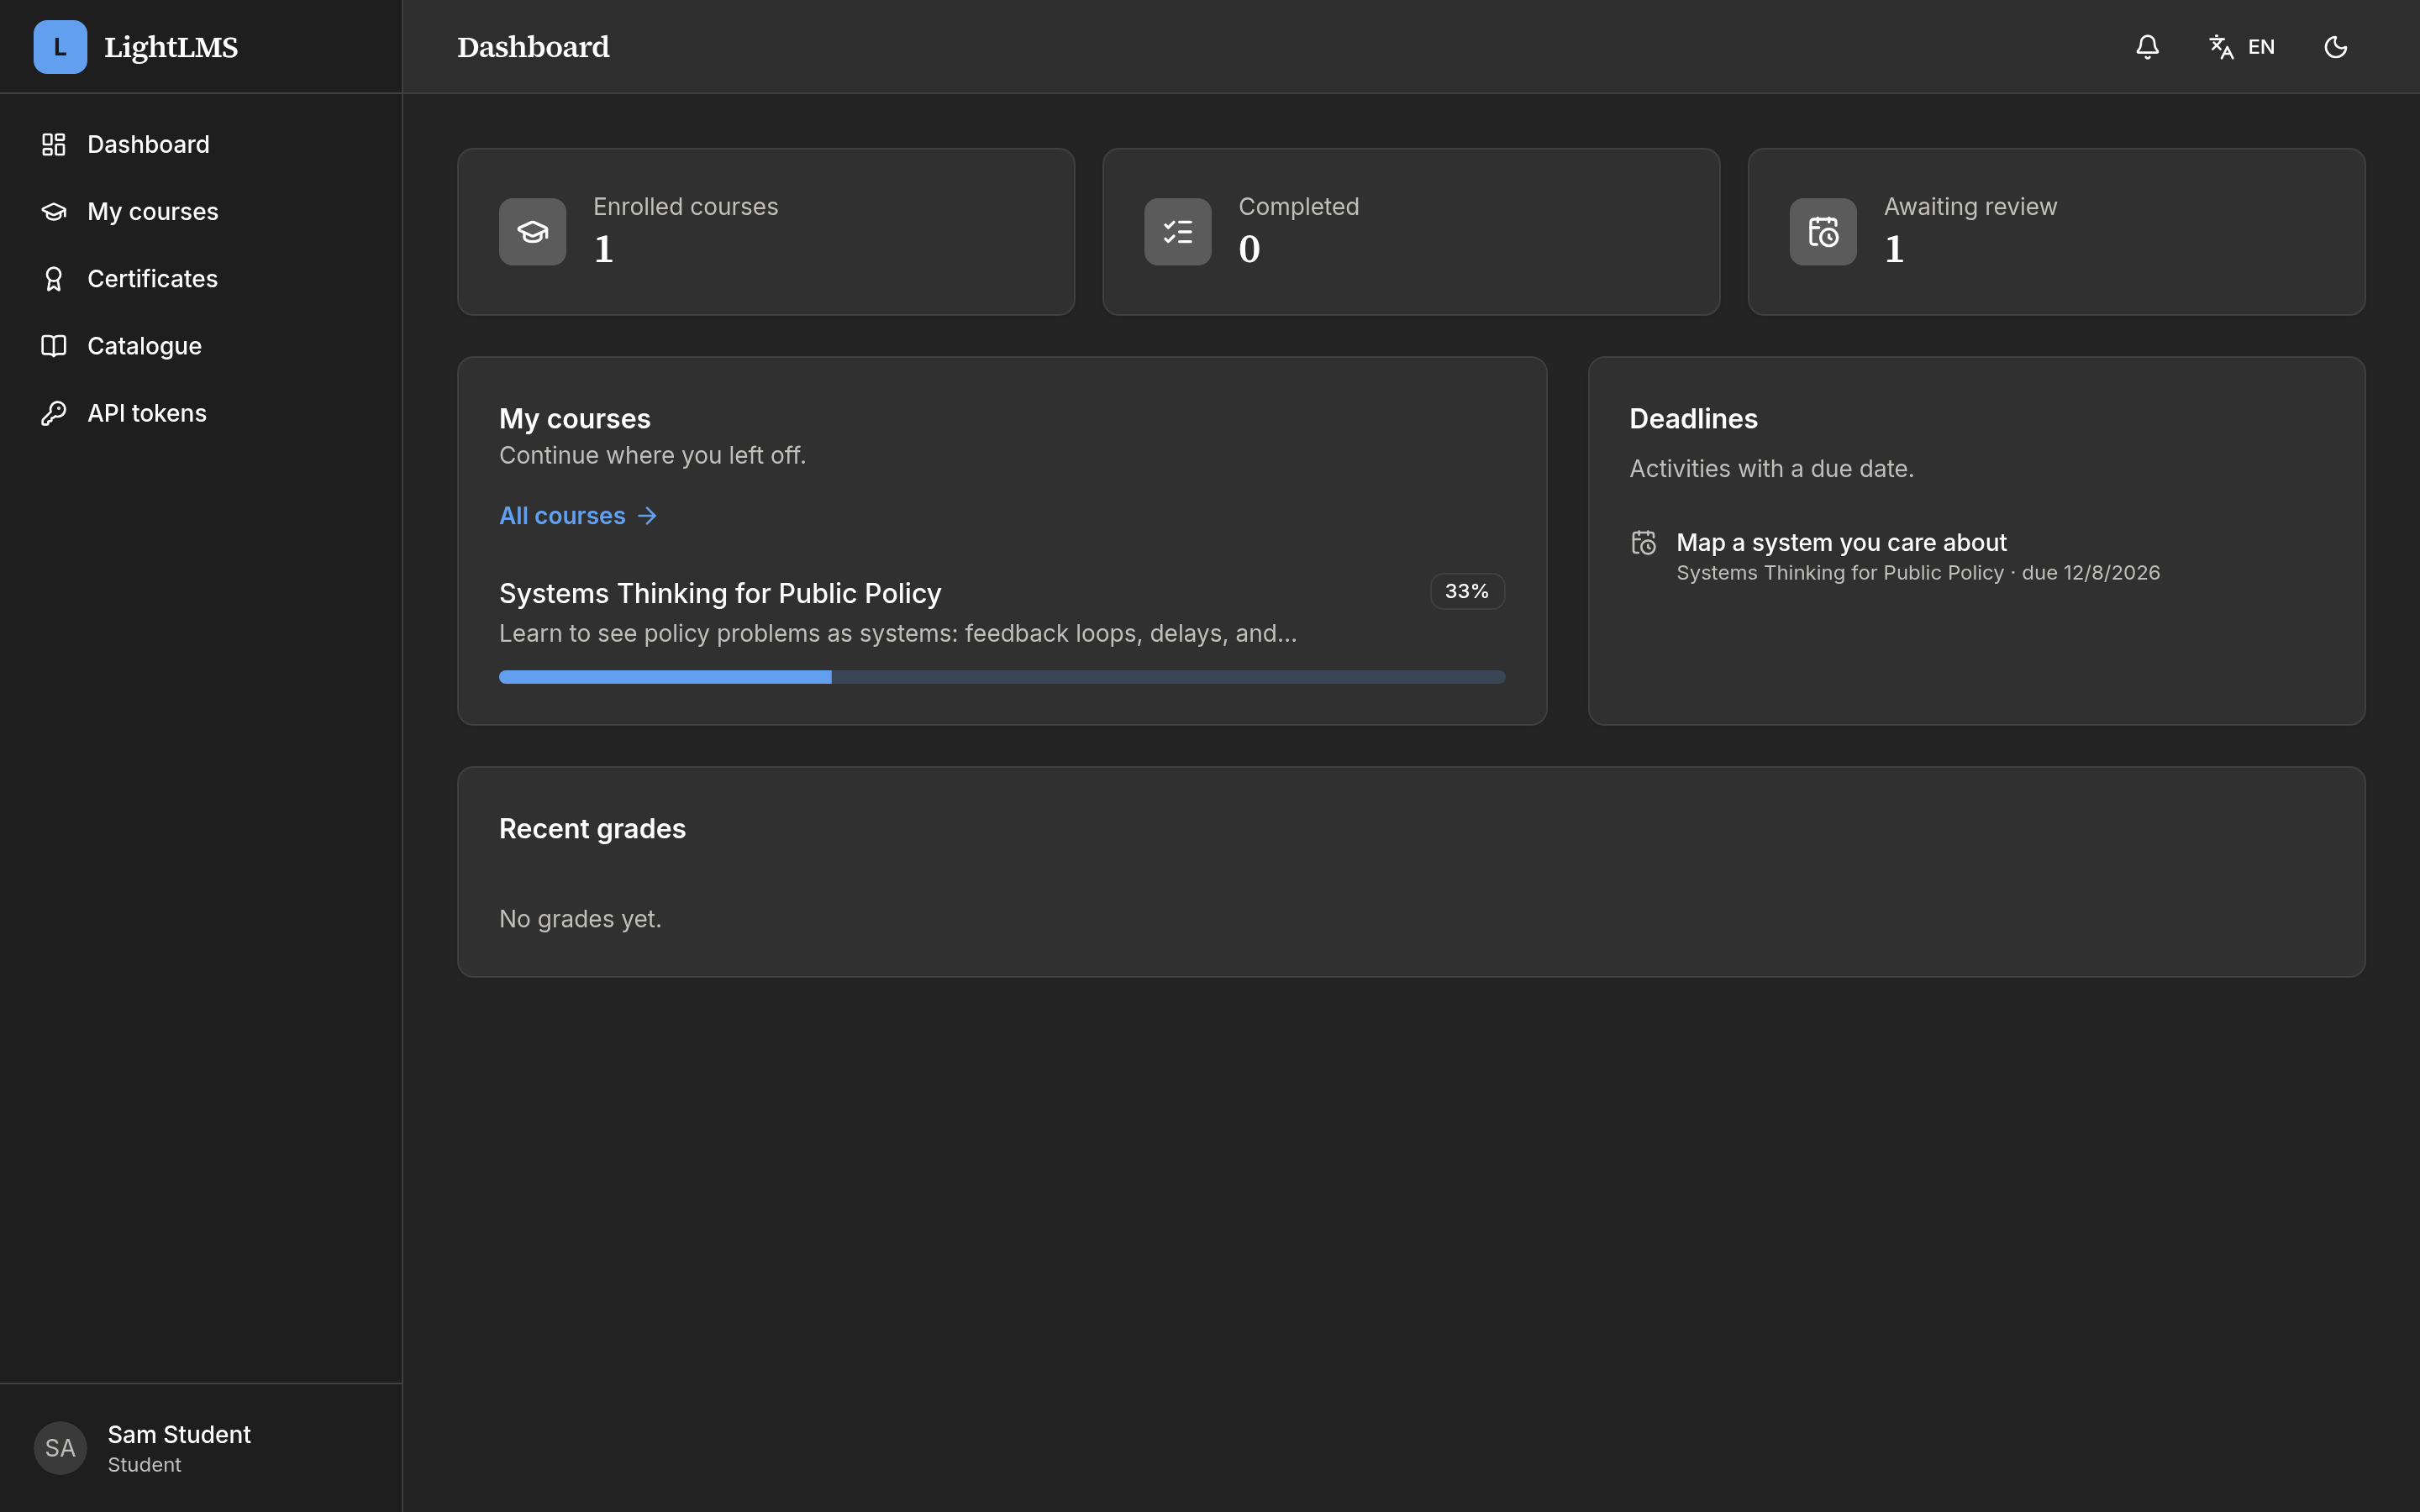 L
LightLMS
Dashboard
EN
Dashboard
My courses
Certificates
Catalogue
API tokens
Enrolled courses
1
Completed
0
Awaiting review
1
My courses
Continue where you left off.
All courses
Systems Thinking for Public Policy
33%
Learn to see policy problems as systems: feedback loops, delays, and...
Deadlines
Activities with a due date.
Map a system you care about
Systems Thinking for Public Policy · due 12/8/2026
Recent grades
No grades yet.
SA
Sam Student
Student